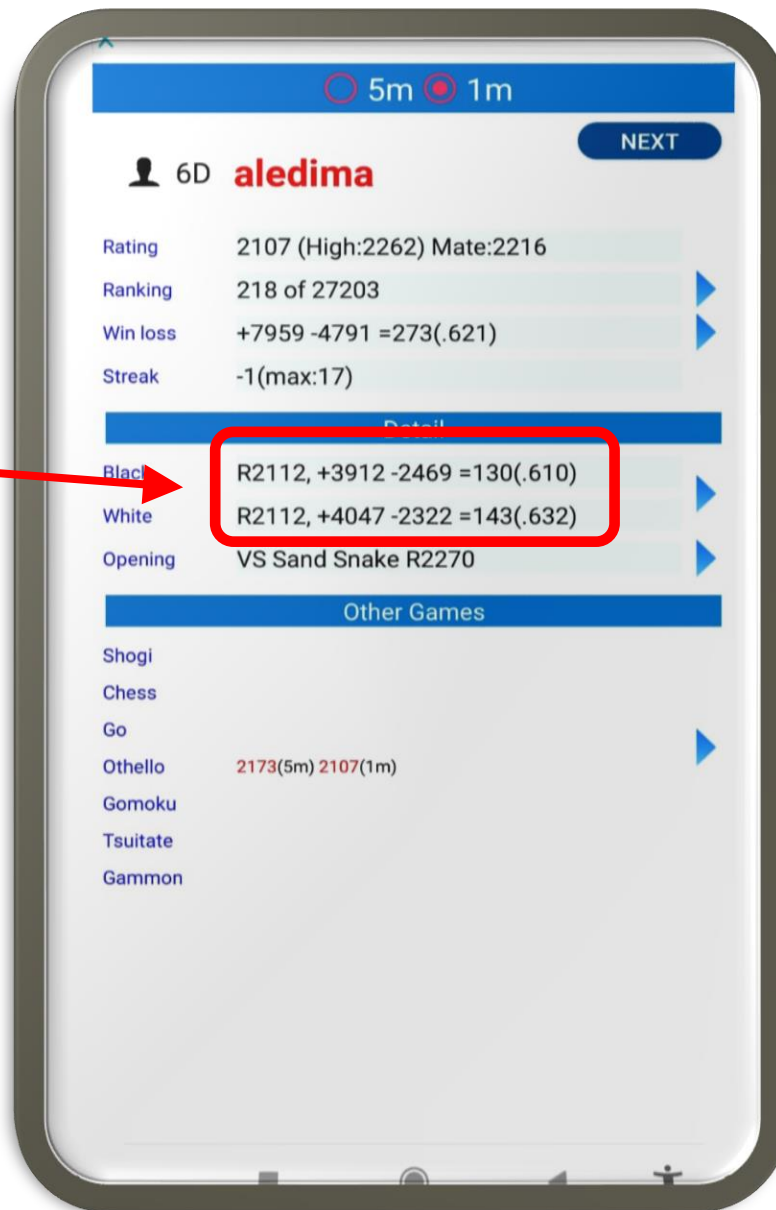 5m 1m
NEXT
6D aledima
Rating 2107 (High:2262) Mate:2216
Ranking 218 of 27203
Win loss +7959 -4791 =273(.621)
Streak -1(max:17)
Detail
Black R2112, +3912 -2469 =130(.610)
White R2112, +4047 -2322 =143(.632)
Opening VS Sand Snake R2270
Other Games
Shogi
Chess
Go
Othello 2173(5m) 2107(1m)
Gomoku
Tsuitate
Gammon